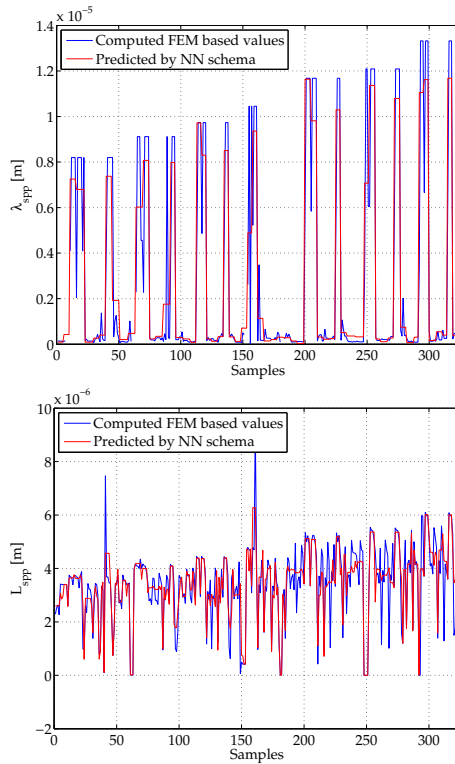 x 10^-5
1.4
1.2
1
0.8
0.6
0.4
0.2
0
λ_spp [m]
Computed FEM based values
Predicted by NN schema
0 50 100 150 200 250 300
Samples
x 10^-6
10
8
6
4
2
0
−2
L_spp [m]
Computed FEM based values
Predicted by NN schema
0 50 100 150 200 250 300
Samples